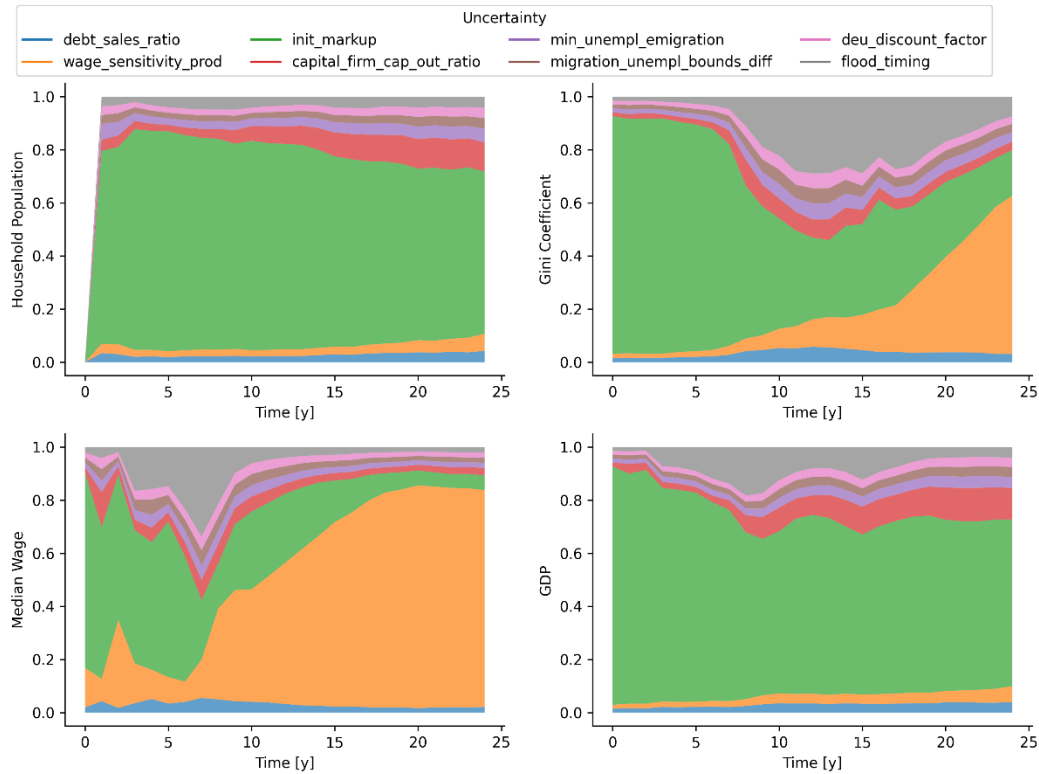 Uncertainty
debt_sales_ratio init_markup min_unempl_emigration deu_discount_factor
wage_sensitivity_prod capital_firm_cap_out_ratio migration_unempl_bounds_diff flood_timing
Household Population
1.0
0.8
0.6
0.4
0.2
0.0
0 5 10 15 20 25
Time [y]
Gini Coefficient
1.0
0.8
0.6
0.4
0.2
0.0
0 5 10 15 20 25
Time [y]
Median Wage
1.0
0.8
0.6
0.4
0.2
0.0
0 5 10 15 20 25
Time [y]
GDP
1.0
0.8
0.6
0.4
0.2
0.0
0 5 10 15 20 25
Time [y]